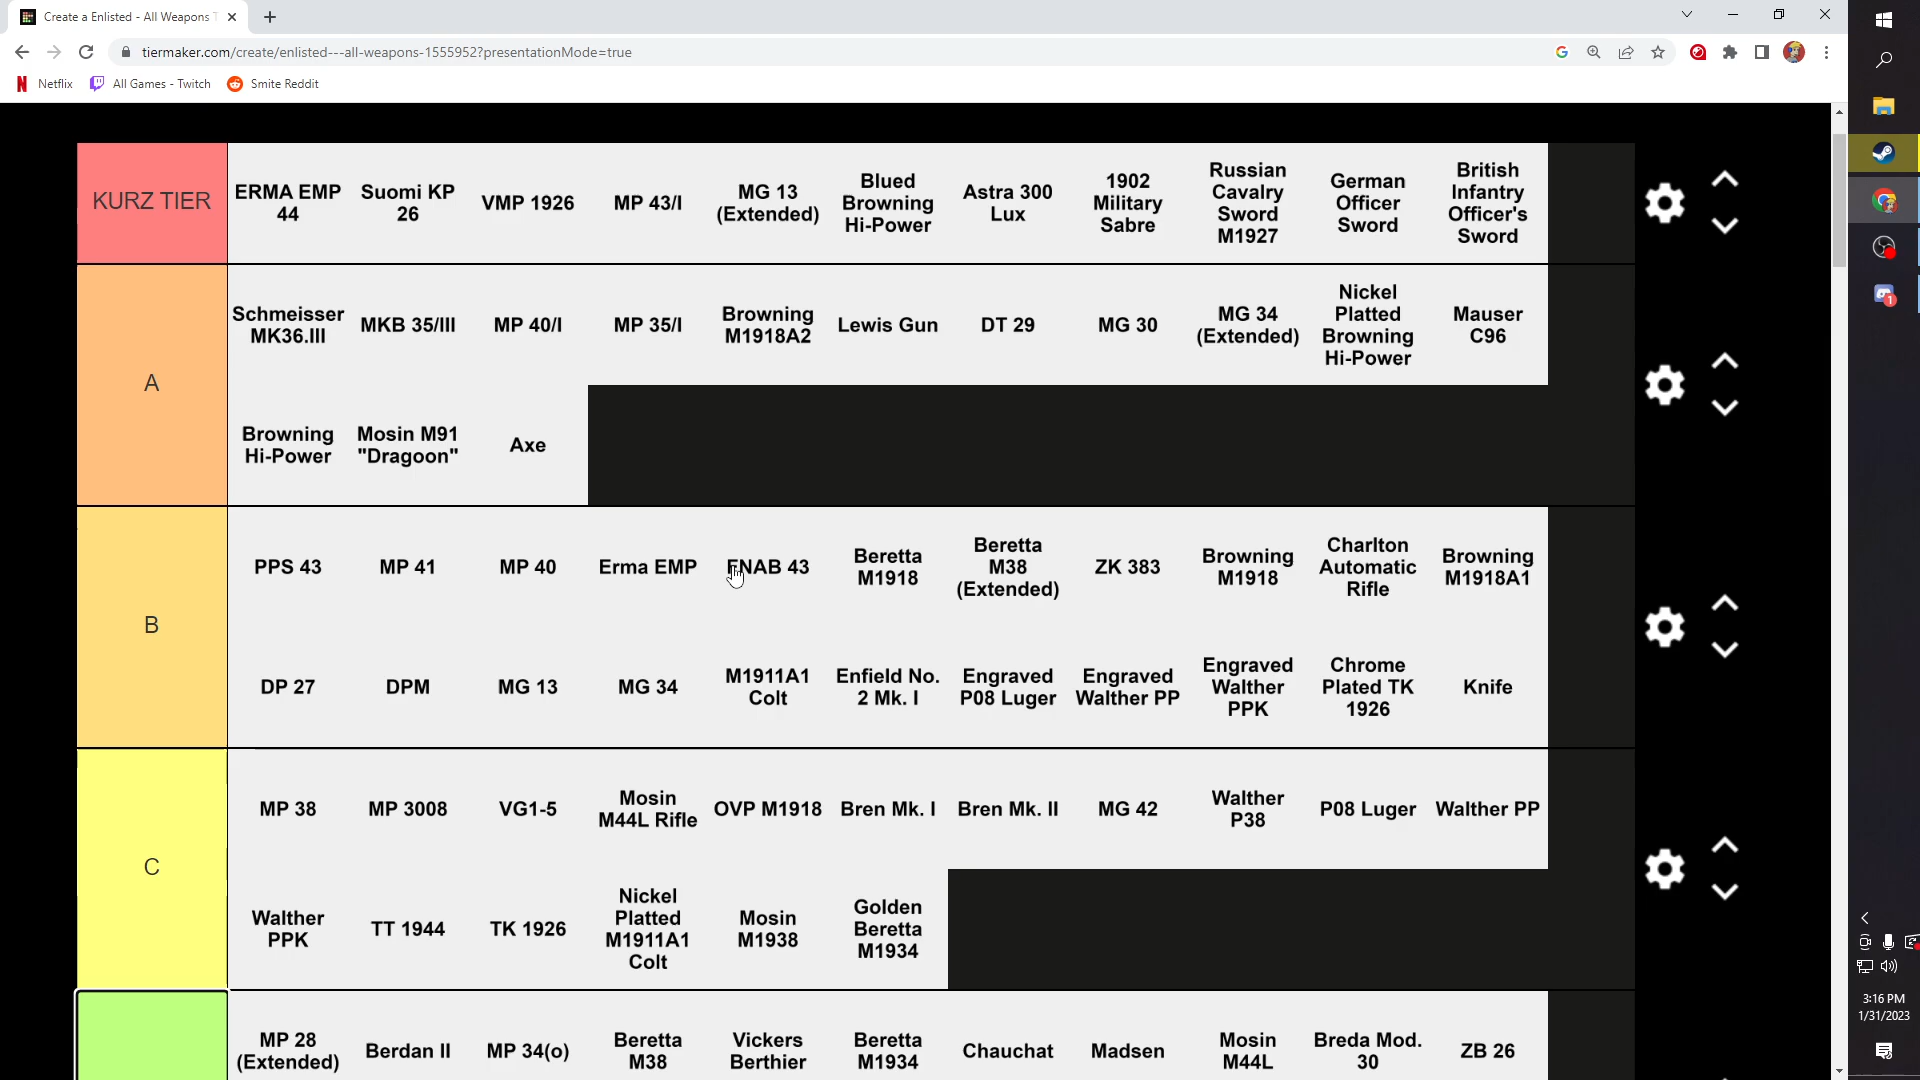 Create a Enlisted - All Weapons T
tiermaker.com/create/enlisted---all-weapons-1555952?presentationMode=true
Netflix
All Games - Twitch
Smite Reddit
KURZ TIER
ERMA EMP
44
Suomi KP
26
VMP 1926
MP 43/I
MG 13
(Extended)
Blued
Browning
Hi-Power
Astra 300
Lux
1902
Military
Sabre
Russian
Cavalry
Sword
M1927
German
Officer
Sword
British
Infantry
Officer's
Sword
A
Schmeisser
MK36.III
MKB 35/III
MP 40/I
MP 35/I
Browning
M1918A2
Lewis Gun
DT 29
MG 30
MG 34
(Extended)
Nickel
Platted
Browning
Hi-Power
Mauser
C96
Browning
Hi-Power
Mosin M91
"Dragoon"
Axe
B
PPS 43
MP 41
MP 40
Erma EMP
FNAB 43
Beretta
M1918
Beretta
M38
(Extended)
ZK 383
Browning
M1918
Charlton
Automatic
Rifle
Browning
M1918A1
DP 27
DPM
MG 13
MG 34
M1911A1
Colt
Enfield No.
2 Mk. I
Engraved
P08 Luger
Engraved
Walther PP
Engraved
Walther
PPK
Chrome
Plated TK
1926
Knife
C
MP 38
MP 3008
VG1-5
Mosin
M44L Rifle
OVP M1918
Bren Mk. I
Bren Mk. II
MG 42
Walther
P38
P08 Luger
Walther PP
Walther
PPK
TT 1944
TK 1926
Nickel
Platted
M1911A1
Colt
Mosin
M1938
Golden
Beretta
M1934
MP 28
(Extended)
Berdan II
MP 34(o)
Beretta
M38
Vickers
Berthier
Beretta
M1934
Chauchat
Madsen
Mosin
M44L
Breda Mod.
30
ZB 26
1
3:16 PM
1/31/2023